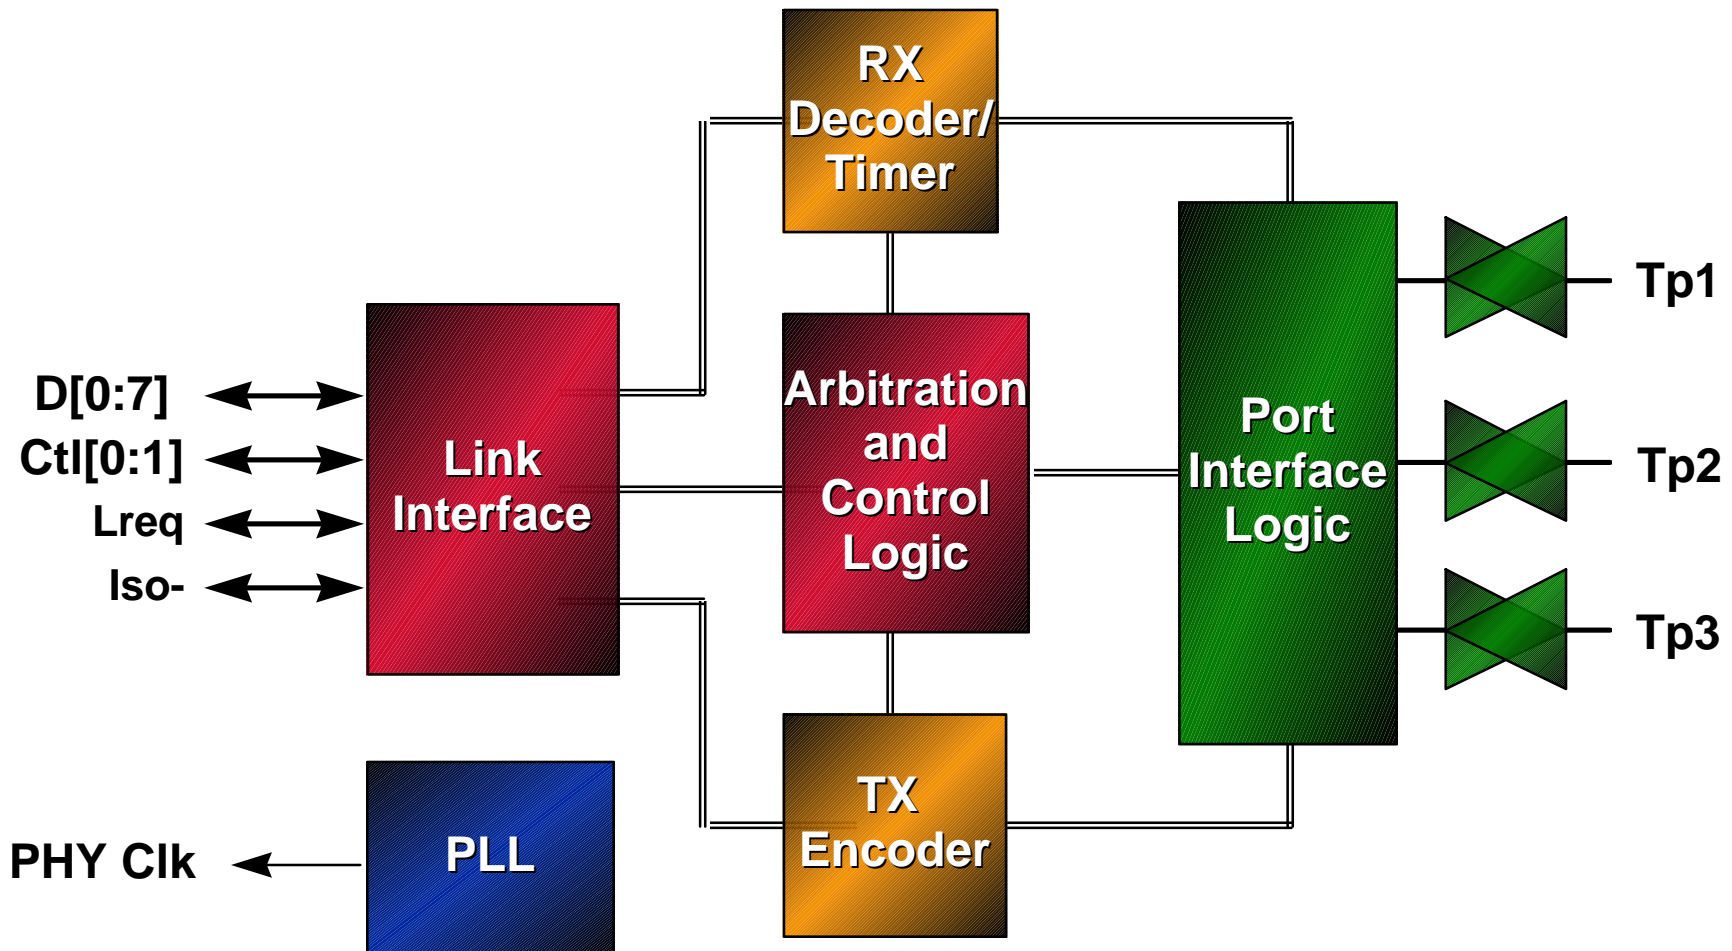 RX
Decoder/
Timer
Tp1
D[0:7]
Ctl[0:1]
Lreq
Iso-
Link
Interface
Arbitration
and
Control
Logic
Port
Interface
Logic
Tp2
Tp3
PHY Clk
PLL
TX
Encoder